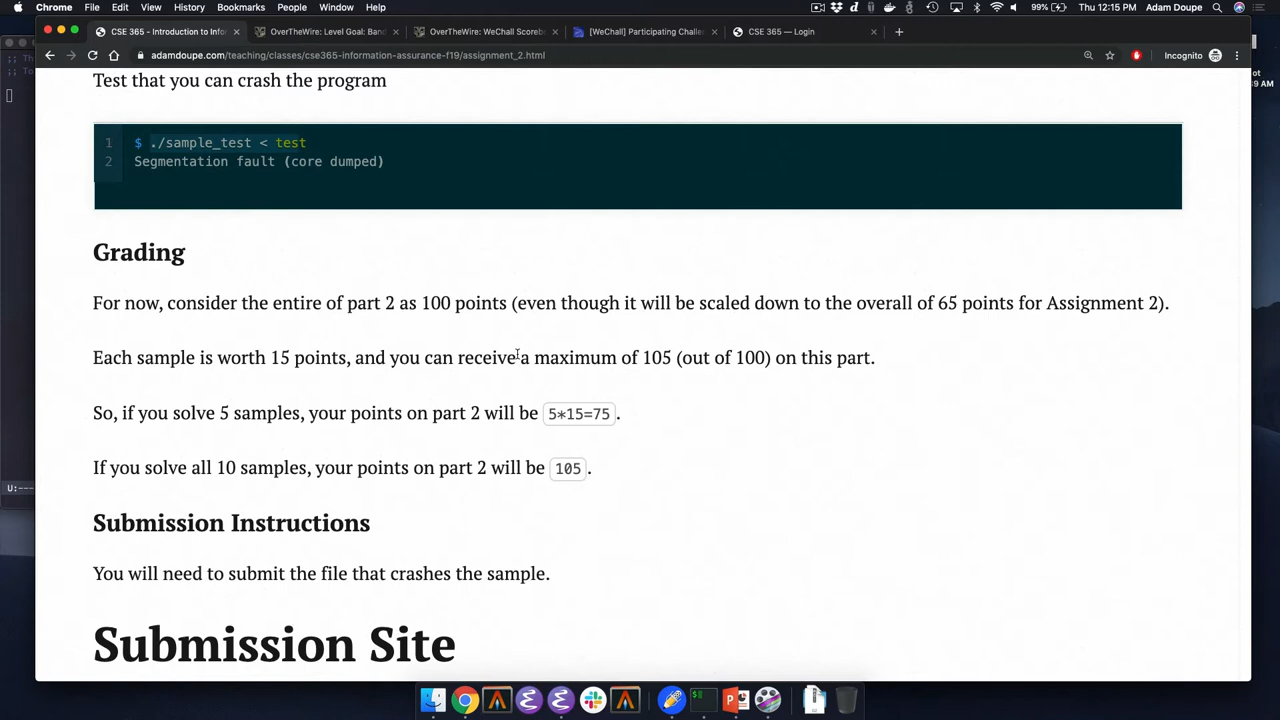 Chrome File Edit View History Bookmarks People Window Help 99% Thu 12:15 PM Adam Doupe
CSE 365 - Introduction to Info
OverTheWire: Level Goal: Band
OverTheWire: WeChall Scoreb
[WeChall] Participating Challe
CSE 365 — Login
adamdoupe.com/teaching/classes/cse365-information-assurance-f19/assignment_2.html
Incognito
Test that you can crash the program
1 $ ./sample_test < test
2 Segmentation fault (core dumped)
Grading
For now, consider the entire of part 2 as 100 points (even though it will be scaled down to the overall of 65 points for Assignment 2).
Each sample is worth 15 points, and you can receive a maximum of 105 (out of 100) on this part.
So, if you solve 5 samples, your points on part 2 will be 5*15=75.
If you solve all 10 samples, your points on part 2 will be 105.
Submission Instructions
You will need to submit the file that crashes the sample.
Submission Site